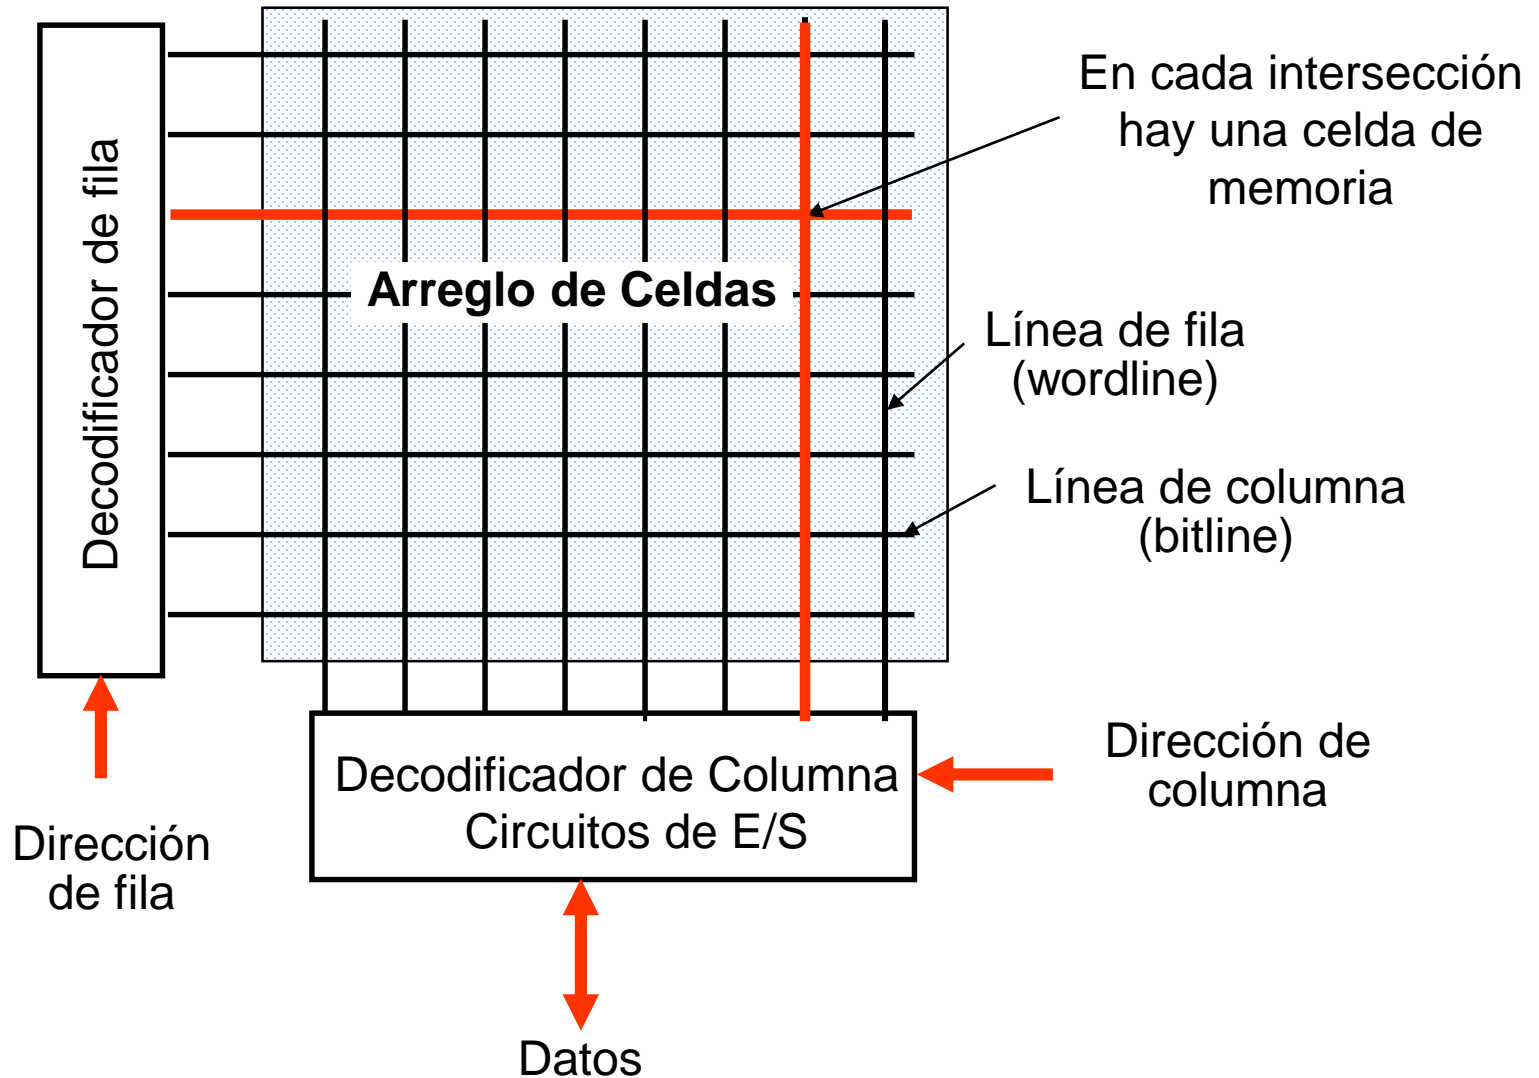 Decodificador de fila
En cada intersección
hay una celda de
memoria
Arreglo de Celdas
Línea de fila
(wordline)
Línea de columna
(bitline)
Decodificador de Columna
Circuitos de E/S
Dirección de
columna
Dirección
de fila
Datos